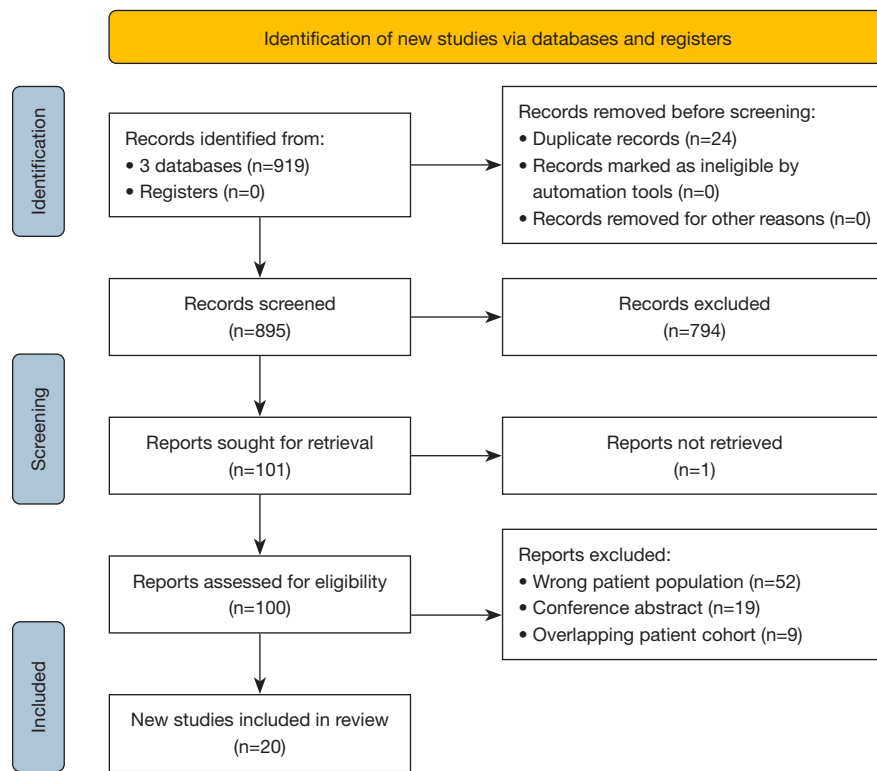 Identification of new studies via databases and registers
Identification
Records identified from:
• 3 databases (n=919)
• Registers (n=0)
Records removed before screening:
• Duplicate records (n=24)
• Records marked as ineligible by
automation tools (n=0)
• Records removed for other reasons (n=0)
Screening
Records screened
(n=895)
Records excluded
(n=794)
Reports sought for retrieval
(n=101)
Reports not retrieved
(n=1)
Reports assessed for eligibility
(n=100)
Reports excluded:
• Wrong patient population (n=52)
• Conference abstract (n=19)
• Overlapping patient cohort (n=9)
Included
New studies included in review
(n=20)